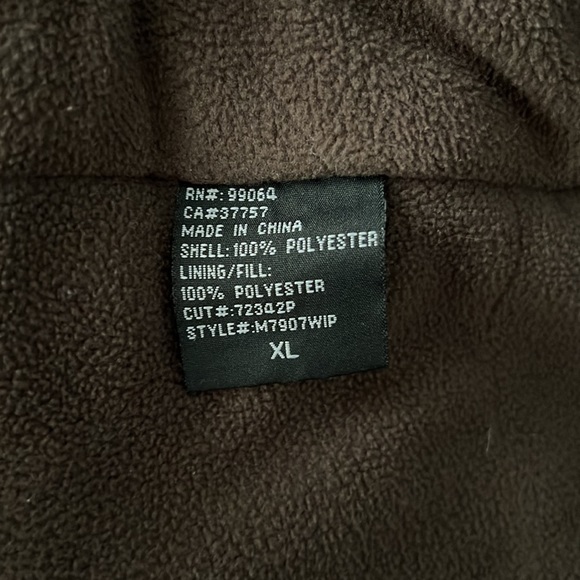 RN#: 99064
CA#37757
MADE IN CHINA
SHELL: 100% POLYESTER
LINING/FILL:
100% POLYESTER
CUT#:72342P
STYLE#:M7907WIP
XL